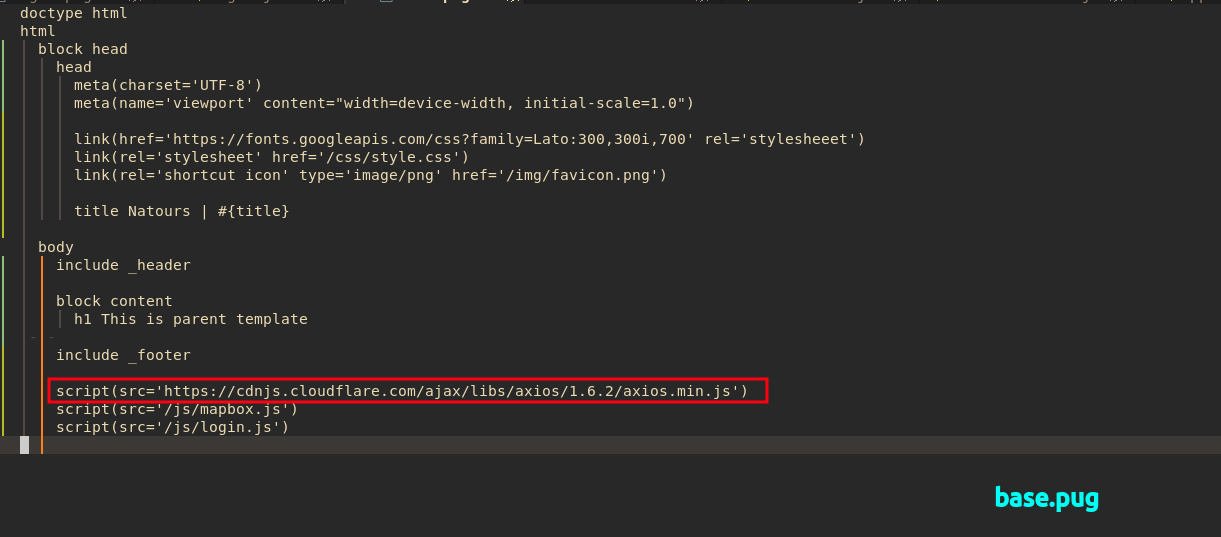 doctype html
html
block head
head
meta(charset='UTF-8')
meta(name='viewport' content="width=device-width, initial-scale=1.0")
link(href='https://fonts.googleapis.com/css?family=Lato:300,300i,700' rel='stylesheeet')
link(rel='stylesheet' href='/css/style.css')
link(rel='shortcut icon' type='image/png' href='/img/favicon.png')
title Natours | #{title}
body
include _header
block content
h1 This is parent template
include _footer
script(src='https://cdnjs.cloudflare.com/ajax/libs/axios/1.6.2/axios.min.js')
script(src='/js/mapbox.js')
script(src='/js/login.js')
base.pug